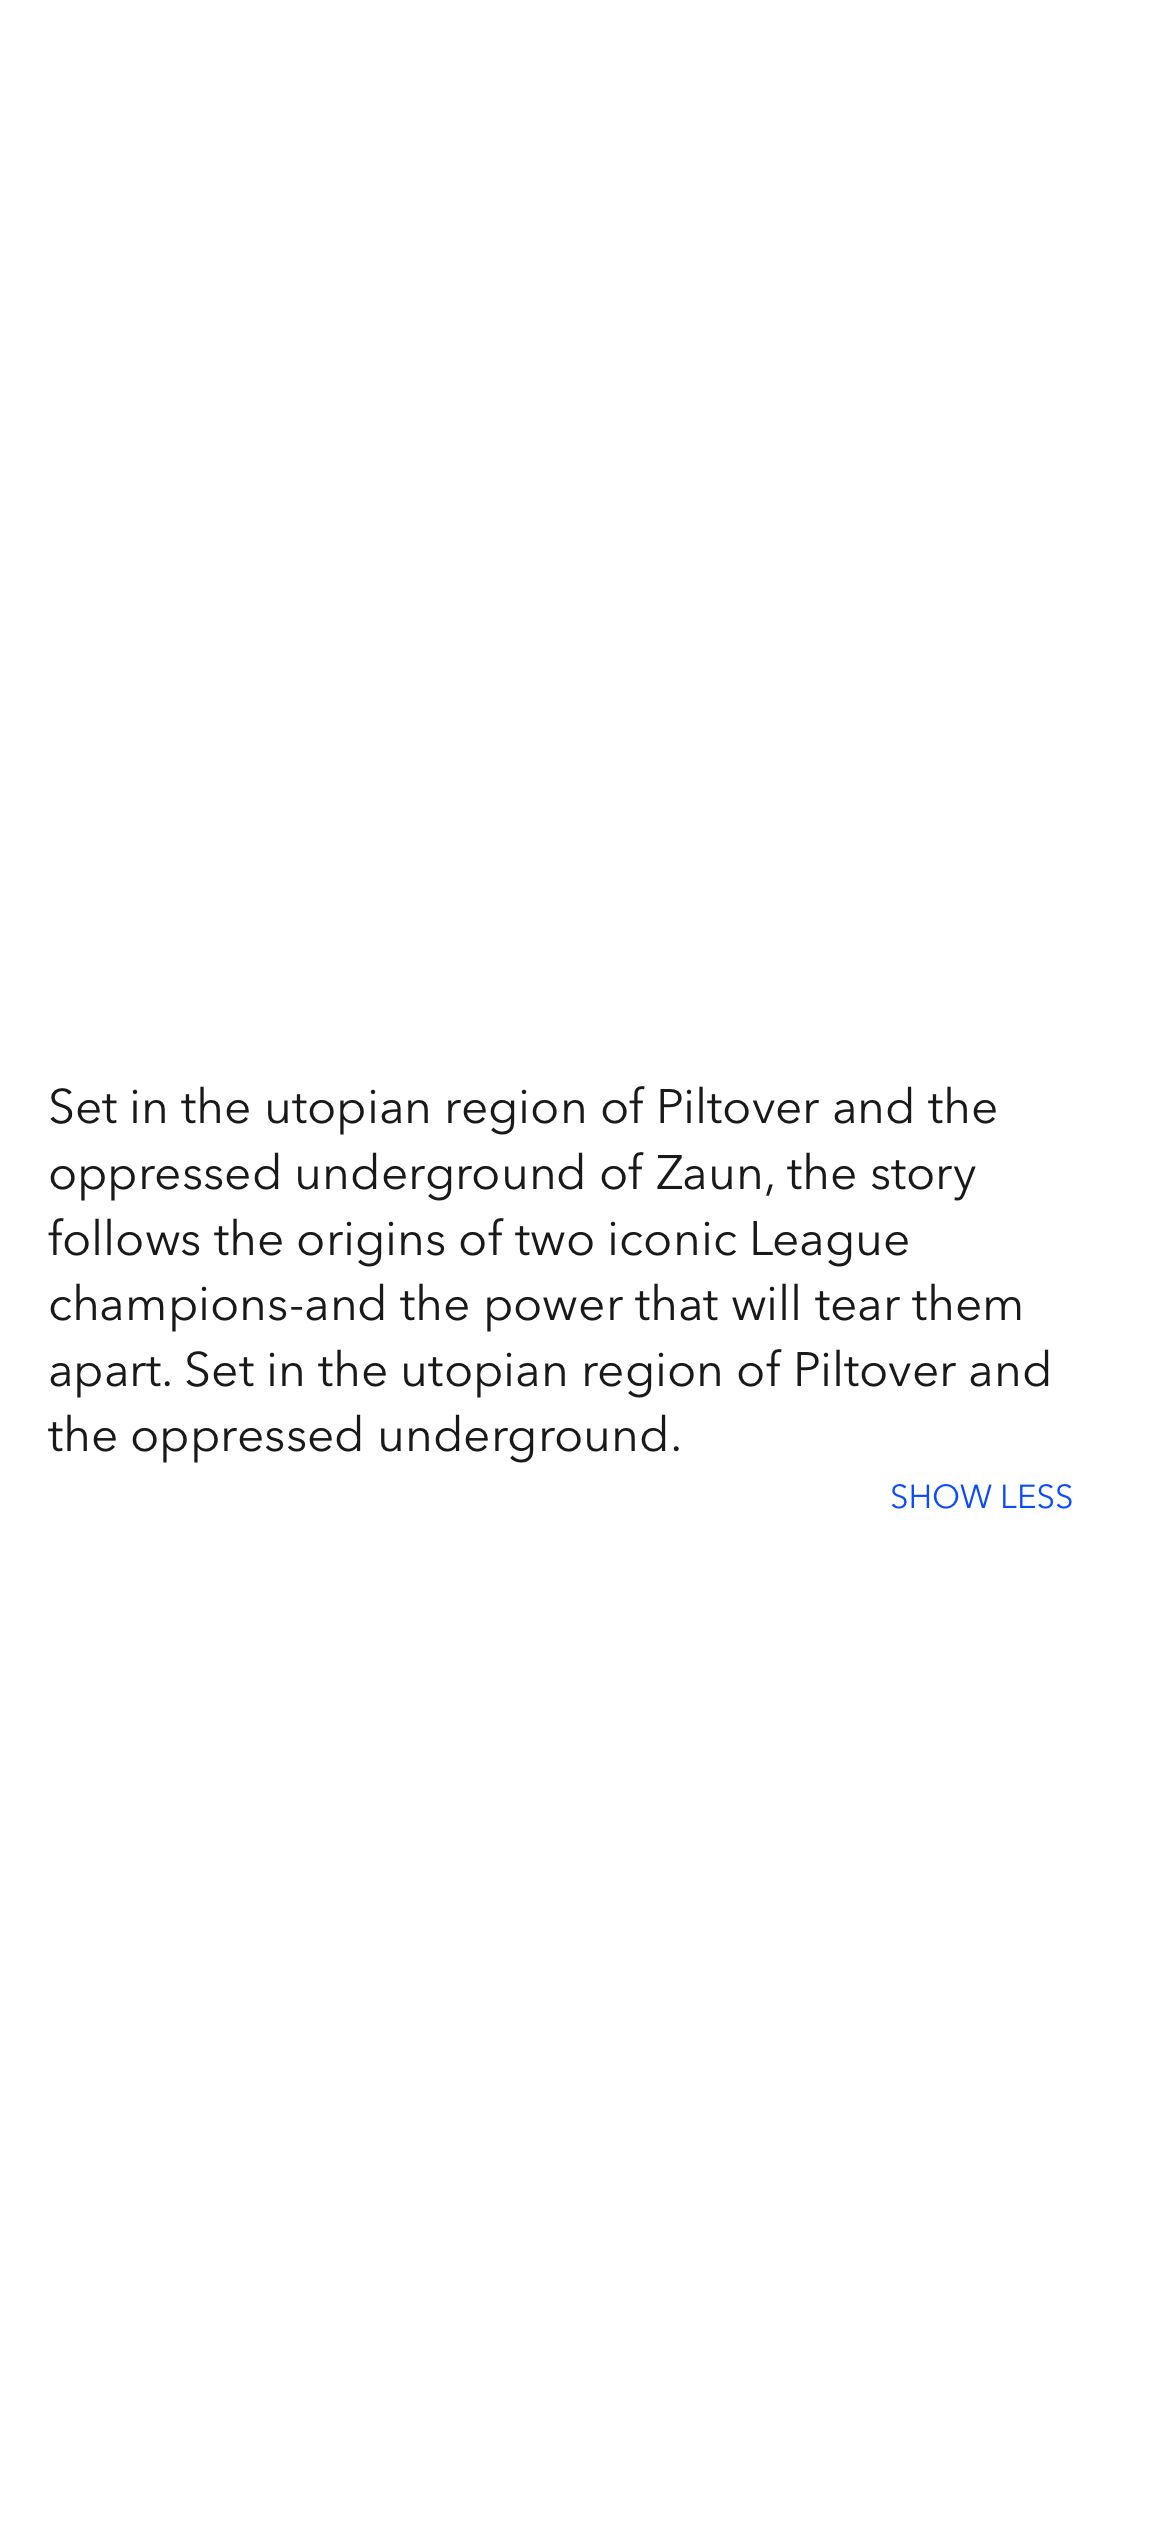 Set in the utopian region of Piltover and the
oppressed underground of Zaun, the story
follows the origins of two iconic League
champions-and the power that will tear them
apart. Set in the utopian region of Piltover and
the oppressed underground.
SHOW LESS